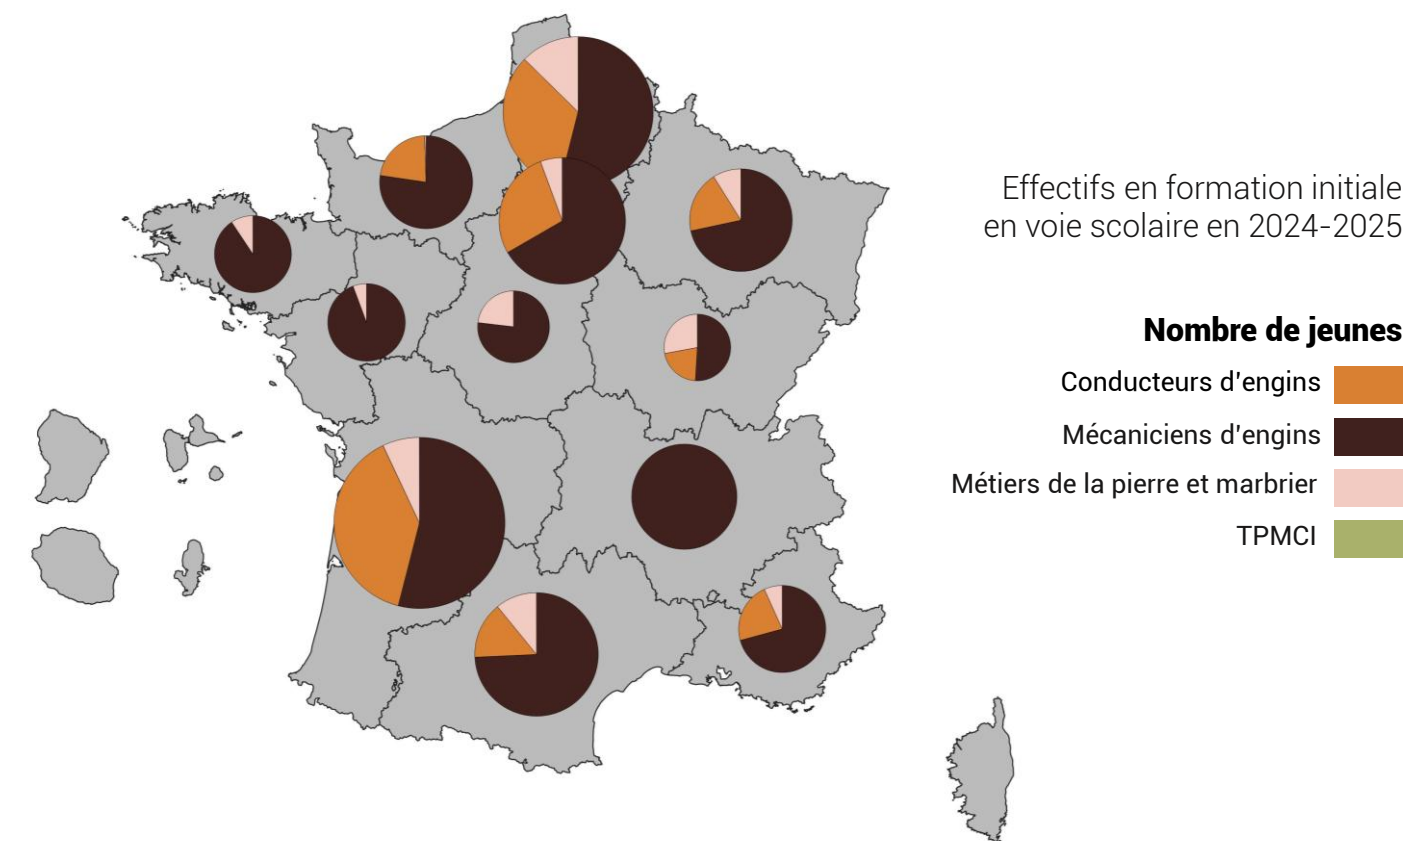 Effectifs en formation initiale
en voie scolaire en 2024-2025
Nombre de jeunes
Conducteurs d'engins
Mécaniciens d'engins
Métiers de la pierre et marbrier
TPMCI